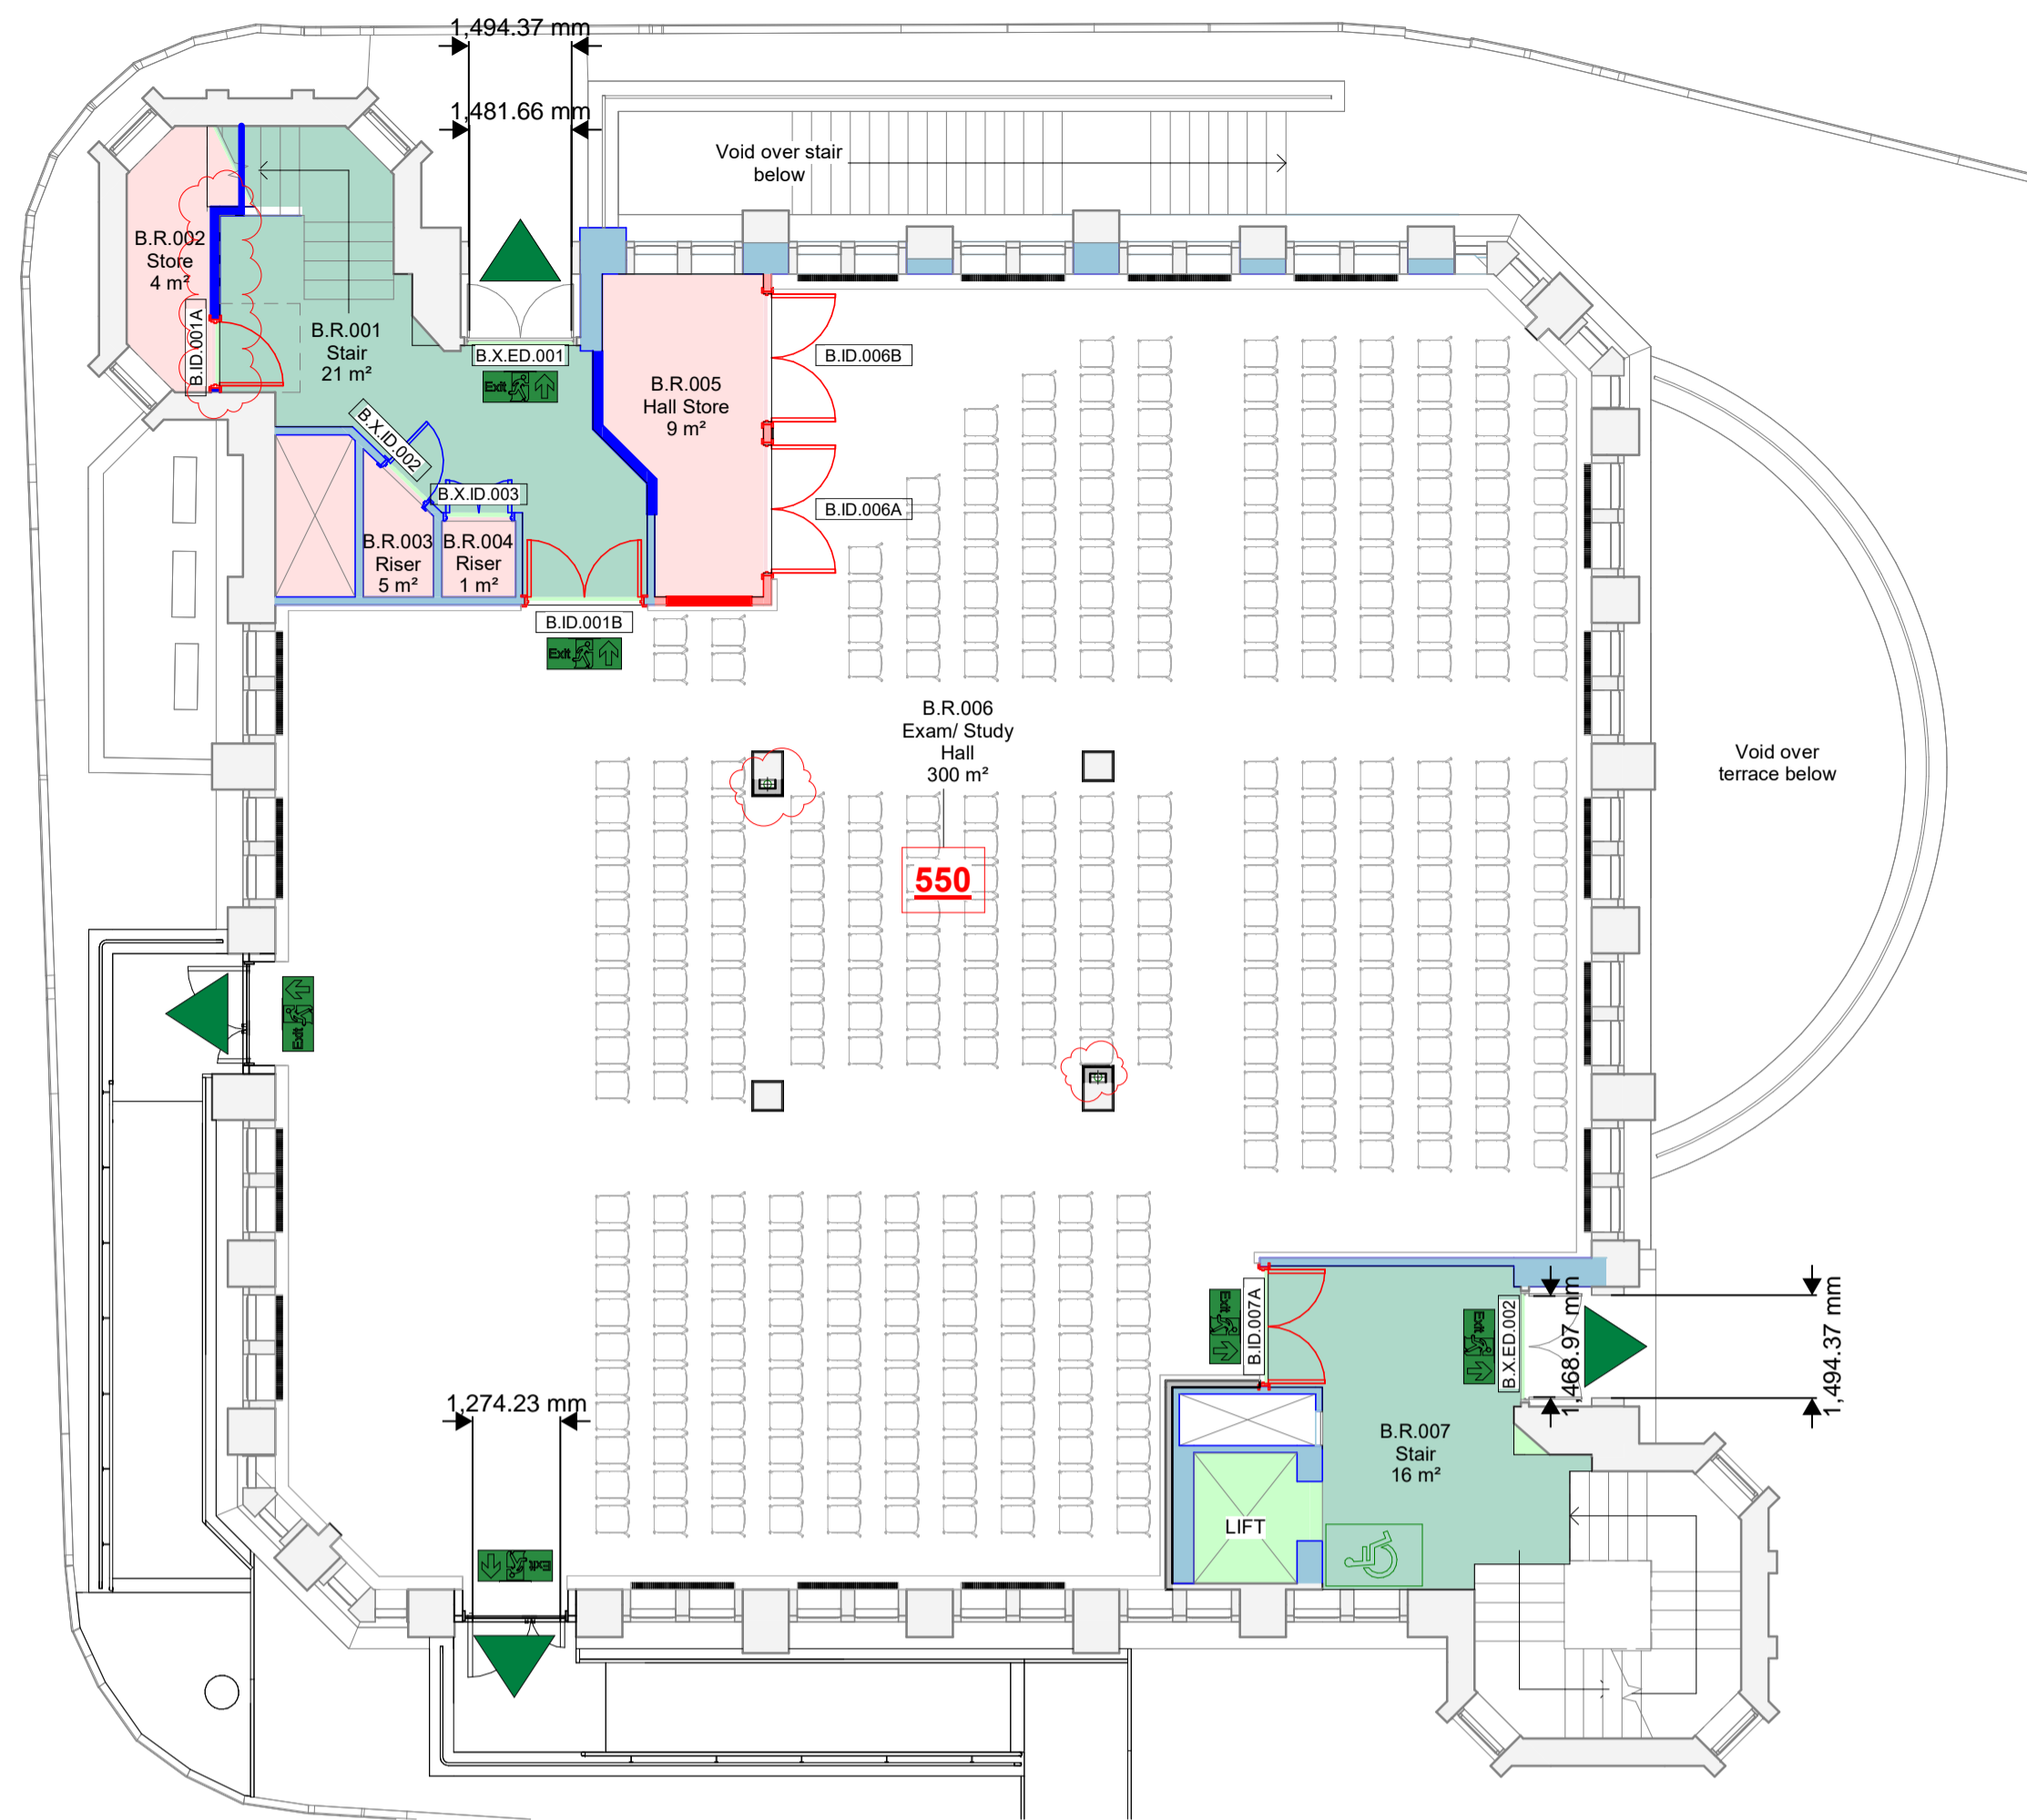 1,494.37 mm
1,481.66 mm
Void over stair
below
B.R.002
Store
4 m²
B.ID.001A
B.R.001
Stair
21 m²
B.X.ED.001
Exit
B.ID.006B
B.R.005
Hall Store
9 m²
B.X.ID.002
B.X.ID.003
B.ID.006A
B.R.003
Riser
5 m²
B.R.004
Riser
1 m²
B.ID.001B
Exit
B.R.006
Exam/ Study
Hall
300 m²
Void over
terrace below
550
Exit
Exit
B.ID.007A
Exit
B.X.ED.002
1,468.97 mm
1,494.37 mm
1,274.23 mm
B.R.007
Stair
16 m²
LIFT
Exit